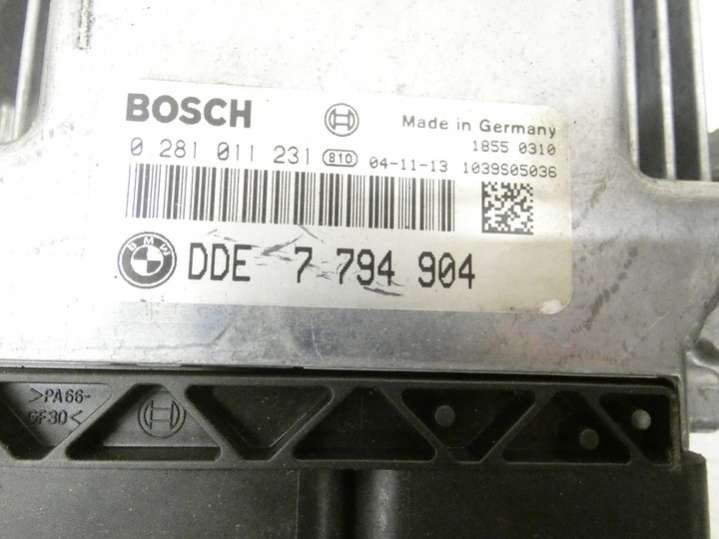 BOSCH
Made in Germany
1855 0310
0 281 011 231 810 04-11-13 1039S05036
BMW
DDE 7 794 904
>PA66-
GF30<